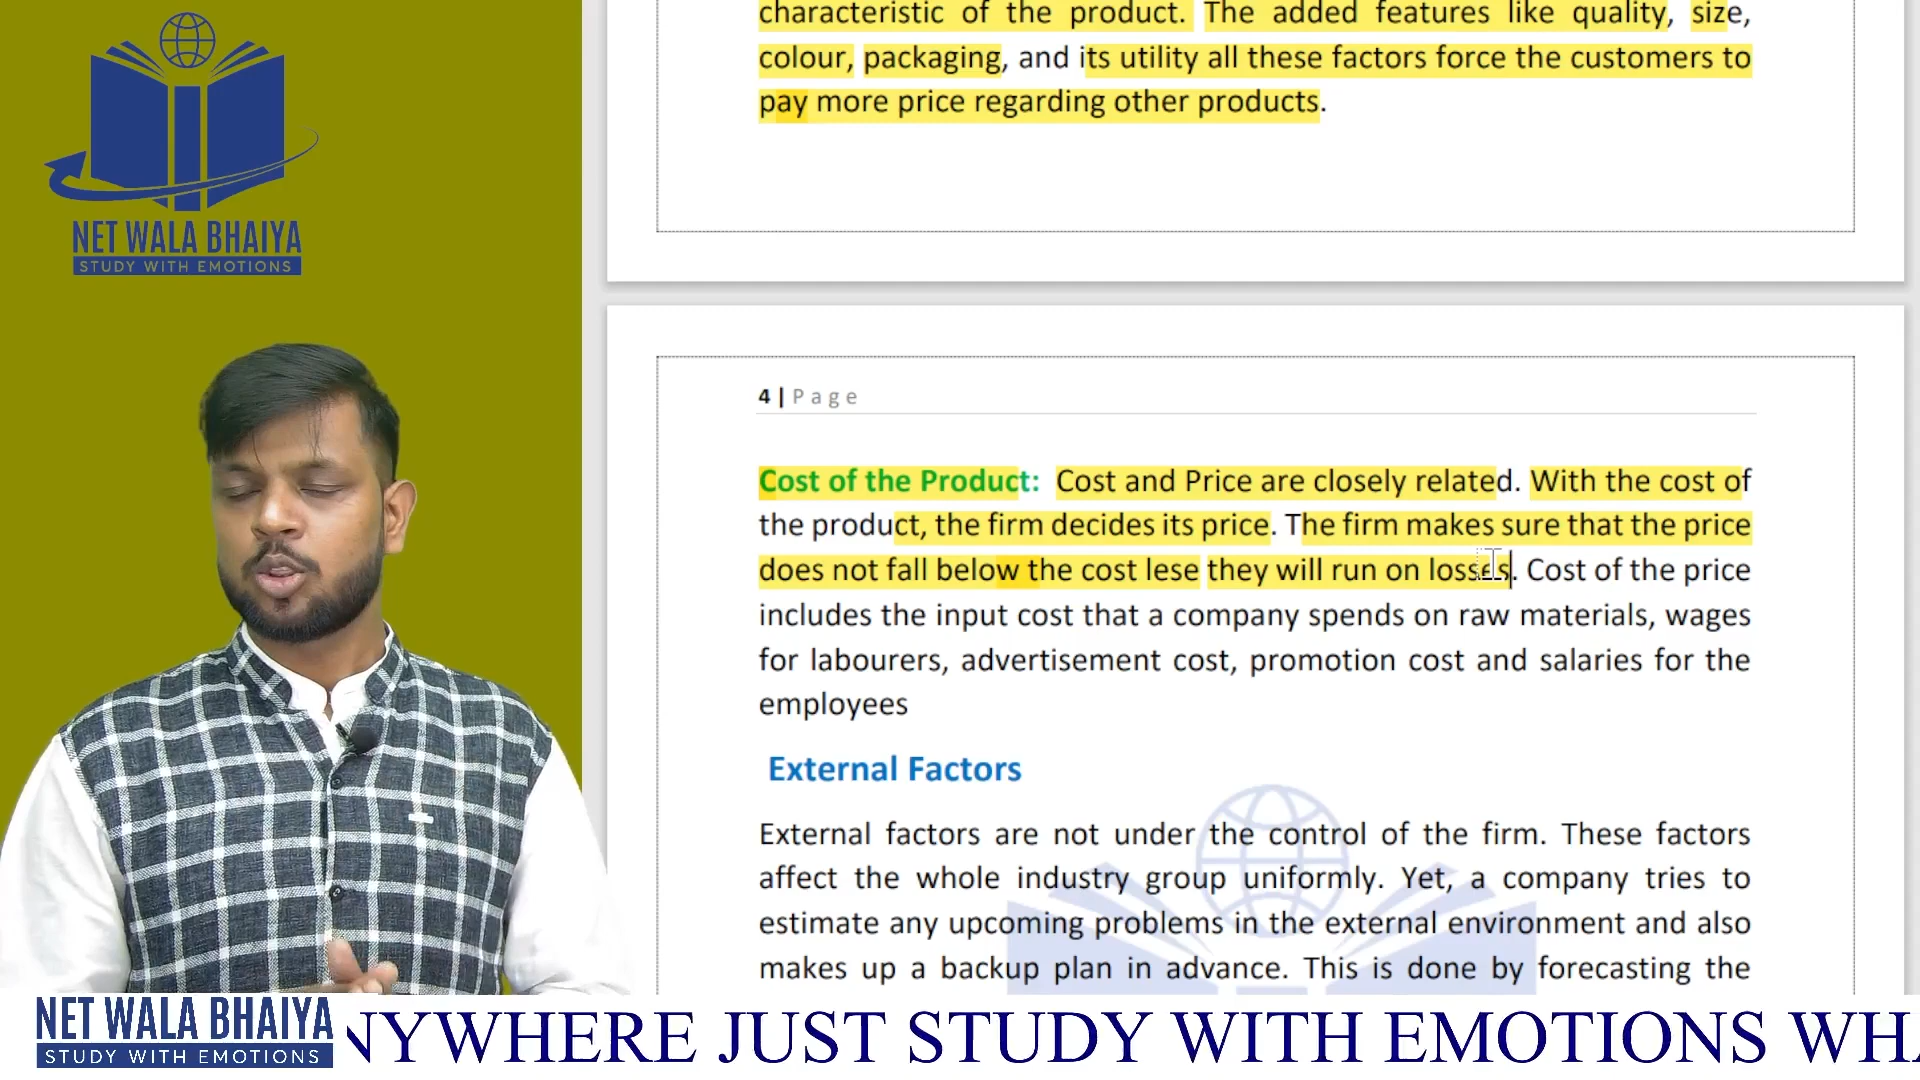 NET WALA BHAIYA
STUDY WITH EMOTIONS
characteristic of the product. The added features like quality, size,
colour, packaging, and its utility all these factors force the customers to
pay more price regarding other products.
4 | Page
Cost of the Product: Cost and Price are closely related. With the cost of
the product, the firm decides its price. The firm makes sure that the price
does not fall below the cost lese they will run on losses. Cost of the price
includes the input cost that a company spends on raw materials, wages
for labourers, advertisement cost, promotion cost and salaries for the
employees
External Factors
External factors are not under the control of the firm. These factors
affect the whole industry group uniformly. Yet, a company tries to
estimate any upcoming problems in the external environment and also
makes up a backup plan in advance. This is done by forecasting the
NET WALA BHAIYA
STUDY WITH EMOTIONS
NYWHERE JUST STUDY WITH EMOTIONS WHA